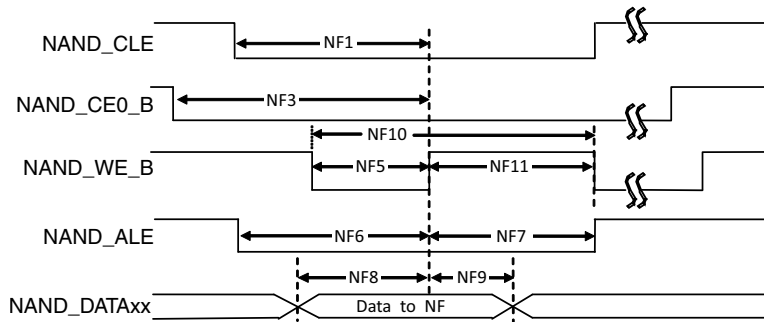 NAND_CLE
NF1
NAND_CE0_B
NF3
NF10
NAND_WE_B
NF5
NF11
NAND_ALE
NF6
NF7
NF8
NF9
NAND_DATAxx
Data to NF